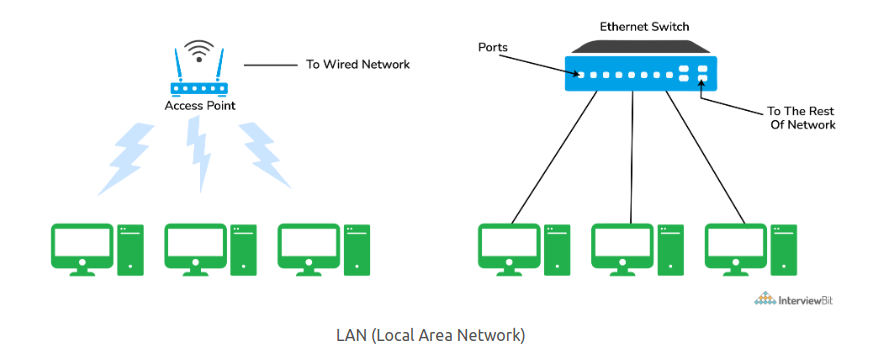 To Wired Network
Access Point
Ethernet Switch
Ports
To The Rest
Of Network
InterviewBit
LAN (Local Area Network)